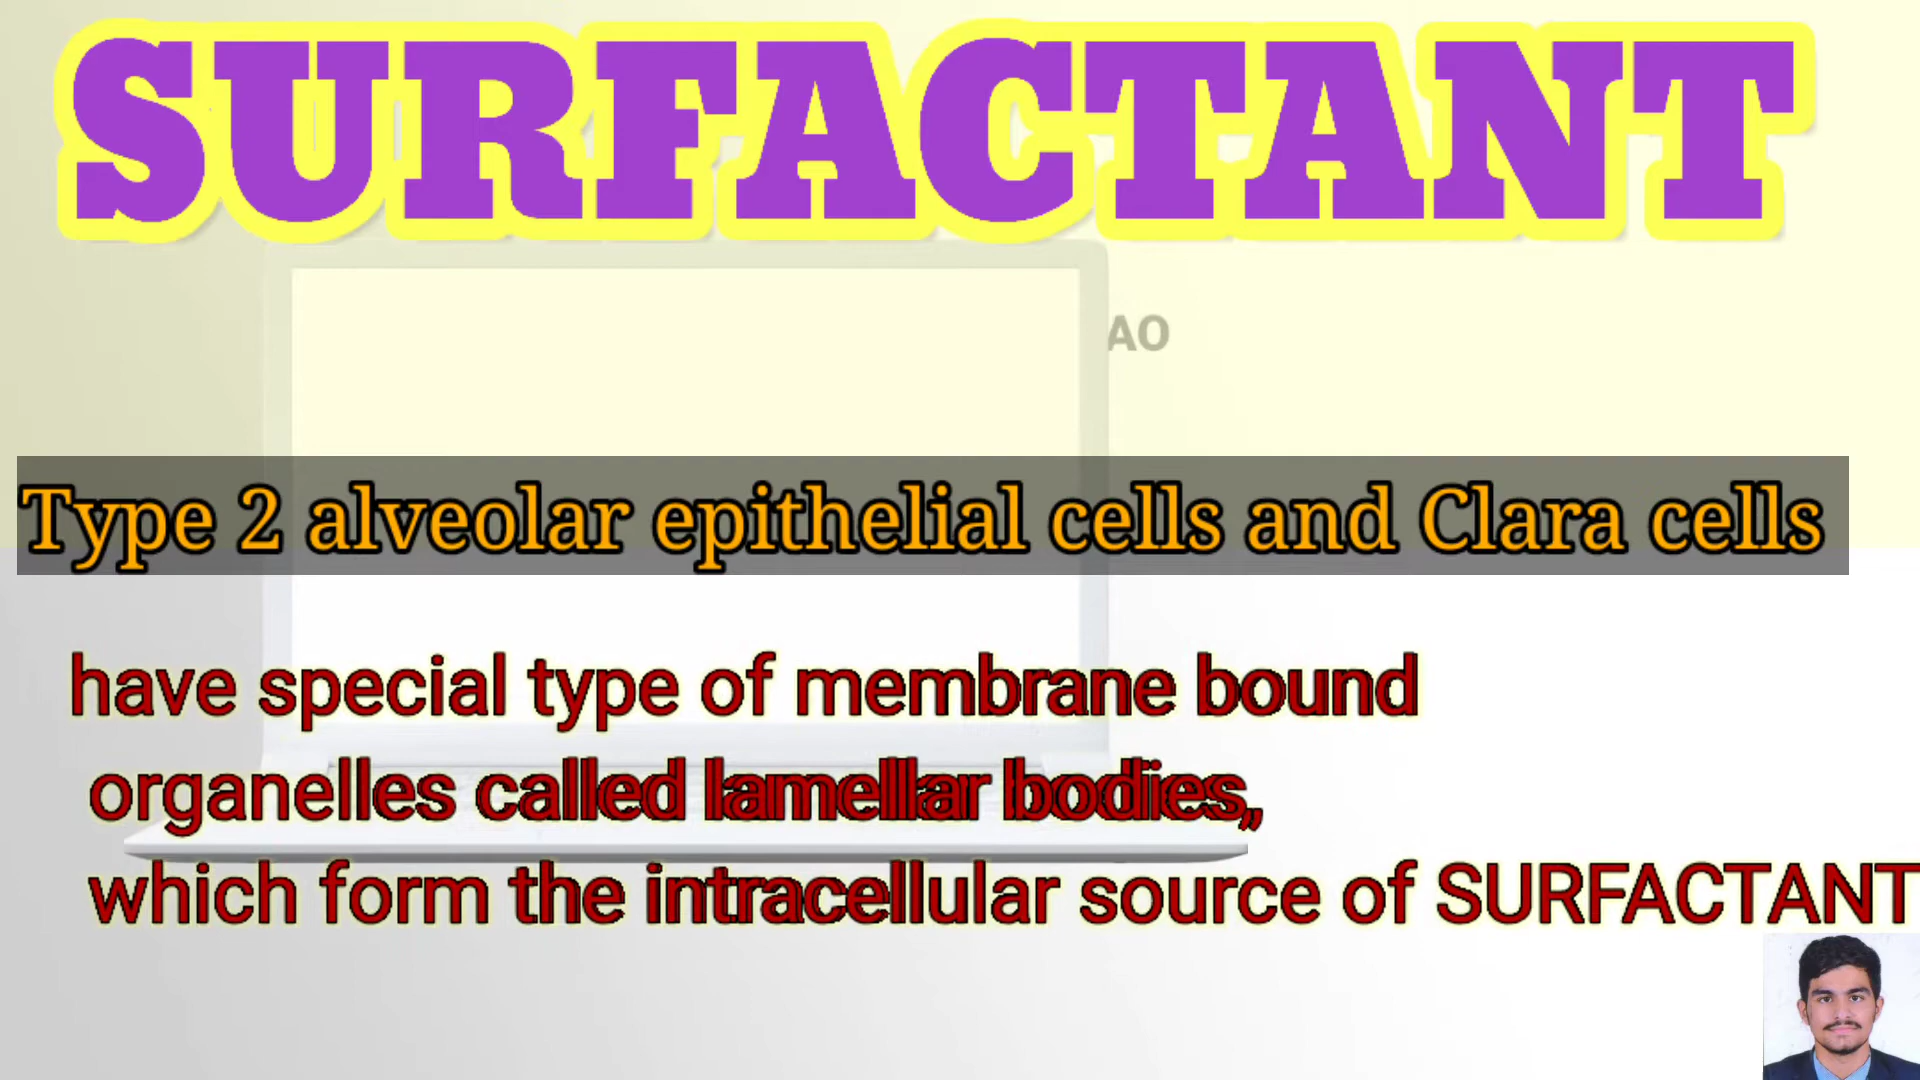 SURFACTANT
AO
Type 2 alveolar epithelial cells and Clara cells
have special type of membrane bound
organelles called lamellar bodies,
which form the intracellular source of SURFACTANT